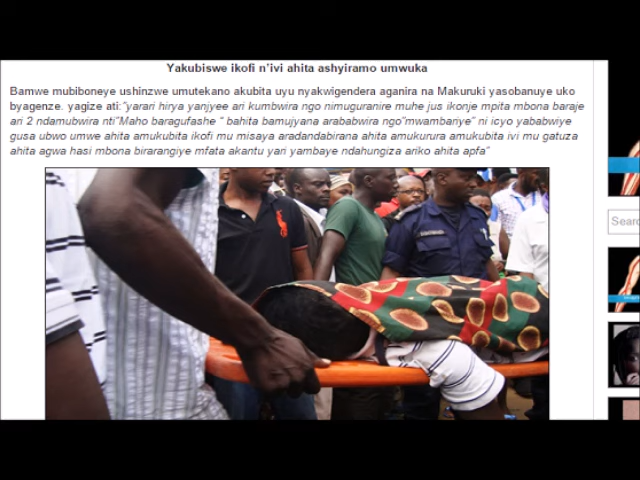 Yakubiswe ikofi n'ivi ahita ashyiramo umwuka
Bamwe mubiboneye ushinzwe umutekano akubita uyu nyakwigendera aganira na Makuruki yasobanuye uko
byagenze. yagize ati:"yarari hirya yanjyee ari kumbwira ngo nimuguranire muhe jus ikonje mpita mbona baraje
ari 2 ndamubwira nti"Maho baragufashe " bahita bamujyana arababwira ngo"mwambariye" ni icyo yababwiye
gusa ubwo umwe ahita amukubita ikofi mu misaya aradandabirana ahita amukurura amukubita ivi mu gatuza
ahita agwa hasi mbona birarangiye mfata akantu yari yambaye ndahungiza ariko ahita apfa"
Searc